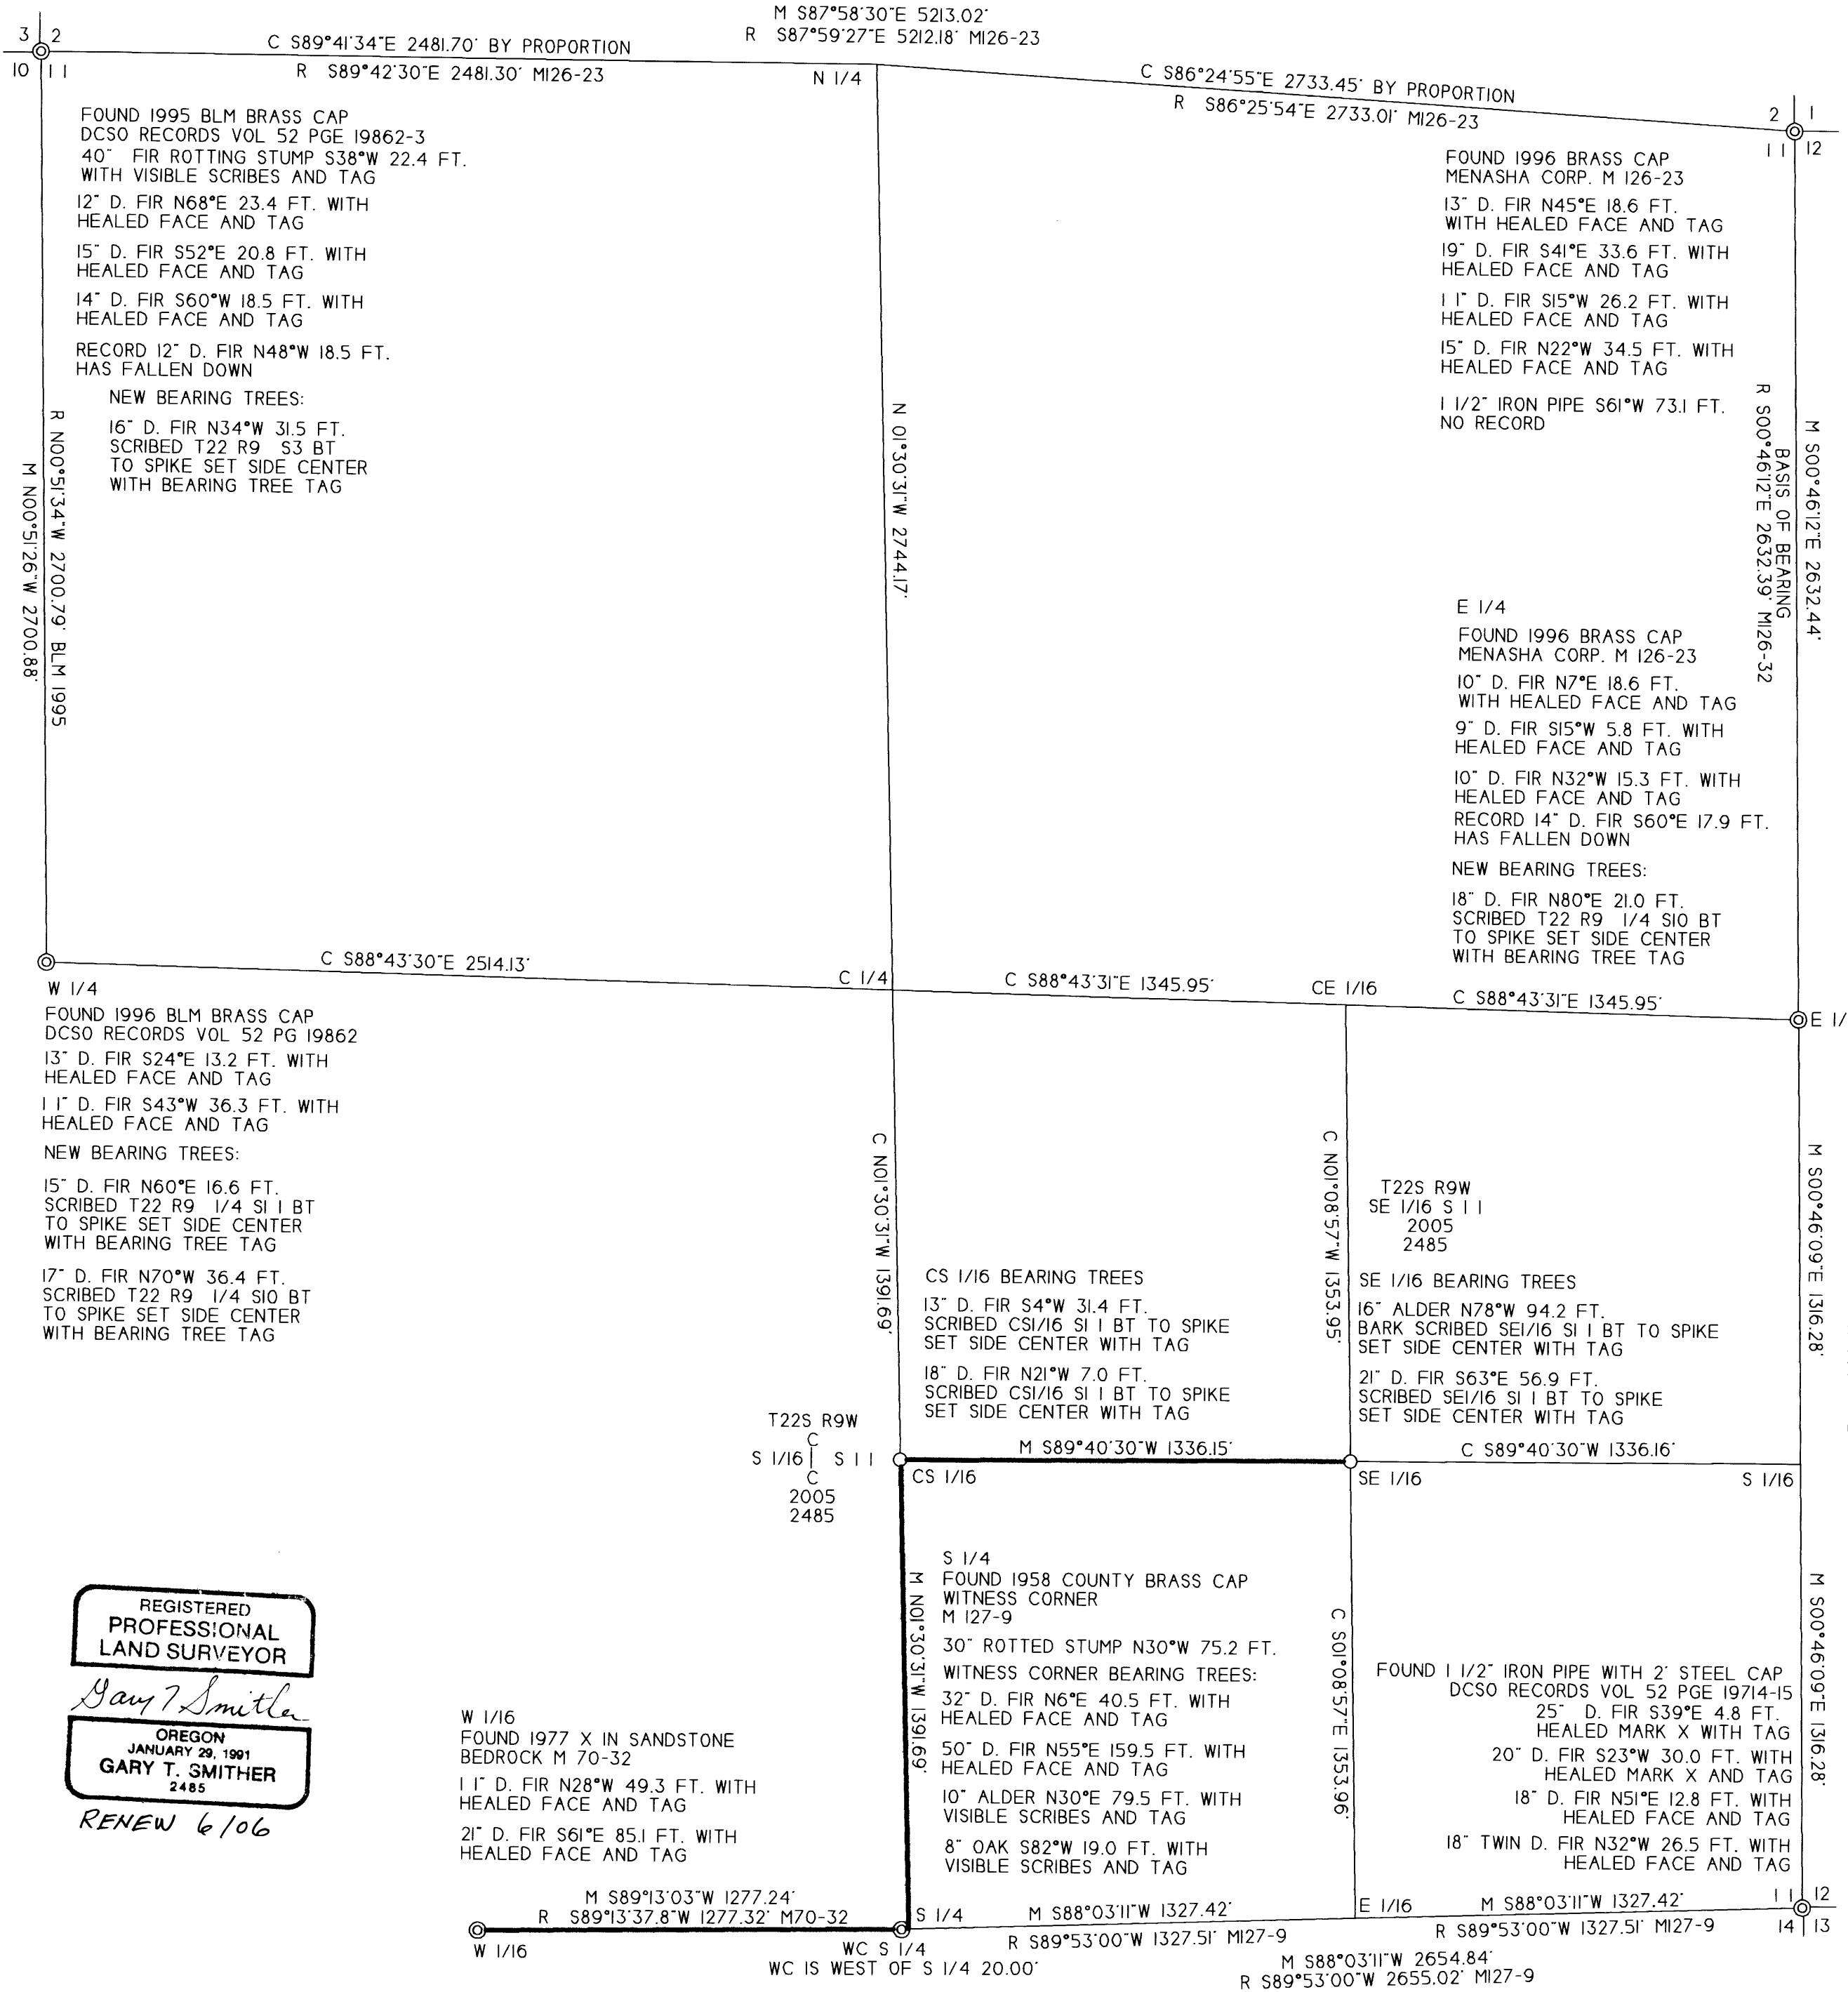 M S87°58'30"E 5213.02'
R S87°59'27"E 5212.18' M126-23
3 2
10 11
C S89°41'34"E 2481.70' BY PROPORTION
R S89°42'30"E 2481.30' M126-23
N 1/4
C S86°24'55"E 2733.45' BY PROPORTION
R S86°25'54"E 2733.01' M126-23
2 1
11 12
FOUND 1995 BLM BRASS CAP
DCSO RECORDS VOL 52 PGE 19862-3
40" FIR ROTTING STUMP S38°W 22.4 FT.
WITH VISIBLE SCRIBES AND TAG
12" D. FIR N68°E 23.4 FT. WITH
HEALED FACE AND TAG
15" D. FIR S52°E 20.8 FT. WITH
HEALED FACE AND TAG
14" D. FIR S60°W 18.5 FT. WITH
HEALED FACE AND TAG
RECORD 12" D. FIR N48°W 18.5 FT.
HAS FALLEN DOWN
NEW BEARING TREES:
16" D. FIR N34°W 31.5 FT.
SCRIBED T22 R9 S3 BT
TO SPIKE SET SIDE CENTER
WITH BEARING TREE TAG
R N00°51'34"W 2700.79' BLM 1995
M N00°51'26"W 2700.88'
N 01°30'31"W 2744.17'
FOUND 1996 BRASS CAP
MENASHA CORP. M 126-23
13" D. FIR N45°E 18.6 FT.
WITH HEALED FACE AND TAG
19" D. FIR S41°E 33.6 FT. WITH
HEALED FACE AND TAG
11" D. FIR S15°W 26.2 FT. WITH
HEALED FACE AND TAG
15" D. FIR N22°W 34.5 FT. WITH
HEALED FACE AND TAG
1 1/2" IRON PIPE S61°W 73.1 FT.
NO RECORD
M S00°46'12"E 2632.44'
BASIS OF BEARING
R S00°46'12"E 2632.39' M126-32
E 1/4
FOUND 1996 BRASS CAP
MENASHA CORP. M 126-23
10" D. FIR N7°E 18.6 FT.
WITH HEALED FACE AND TAG
9" D. FIR S15°W 5.8 FT. WITH
HEALED FACE AND TAG
10" D. FIR N32°W 15.3 FT. WITH
HEALED FACE AND TAG
RECORD 14" D. FIR S60°E 17.9 FT.
HAS FALLEN DOWN
NEW BEARING TREES:
18" D. FIR N80°E 21.0 FT.
SCRIBED T22 R9 1/4 S10 BT
TO SPIKE SET SIDE CENTER
WITH BEARING TREE TAG
C S88°43'30"E 2514.13'
C 1/4
C S88°43'31"E 1345.95'
CE 1/16
C S88°43'31"E 1345.95'
E 1/
W 1/4
FOUND 1996 BLM BRASS CAP
DCSO RECORDS VOL 52 PG 19862
13" D. FIR S24°E 13.2 FT. WITH
HEALED FACE AND TAG
11" D. FIR S43°W 36.3 FT. WITH
HEALED FACE AND TAG
NEW BEARING TREES:
15" D. FIR N60°E 16.6 FT.
SCRIBED T22 R9 1/4 S11 BT
TO SPIKE SET SIDE CENTER
WITH BEARING TREE TAG
17" D. FIR N70°W 36.4 FT.
SCRIBED T22 R9 1/4 S10 BT
TO SPIKE SET SIDE CENTER
WITH BEARING TREE TAG
C N01°30'31"W 1391.69'
C N01°08'57"W 1353.95'
M S00°46'09"E 1316.28'
T22S R9W
SE 1/16 S 11
2005
2485
CS 1/16 BEARING TREES
13" D. FIR S4°W 31.4 FT.
SCRIBED CS1/16 S11 BT TO SPIKE
SET SIDE CENTER WITH TAG
18" D. FIR N21°W 7.0 FT.
SCRIBED CS1/16 S11 BT TO SPIKE
SET SIDE CENTER WITH TAG
SE 1/16 BEARING TREES
16" ALDER N78°W 94.2 FT.
BARK SCRIBED SE1/16 S11 BT TO SPIKE
SET SIDE CENTER WITH TAG
21" D. FIR S63°E 56.9 FT.
SCRIBED SE1/16 S11 BT TO SPIKE
SET SIDE CENTER WITH TAG
T22S R9W
C
S 1/16 | S 11
C
2005
2485
M S89°40'30"W 1336.15'
C S89°40'30"W 1336.16'
CS 1/16
SE 1/16
S 1/16
M N01°30'31"W 1391.69'
C S01°08'57"E 1353.96'
M S00°46'09"E 1316.28'
S 1/4
FOUND 1958 COUNTY BRASS CAP
WITNESS CORNER
M 127-9
30" ROTTED STUMP N30°W 75.2 FT.
WITNESS CORNER BEARING TREES:
32" D. FIR N6°E 40.5 FT. WITH
HEALED FACE AND TAG
50" D. FIR N55°E 159.5 FT. WITH
HEALED FACE AND TAG
10" ALDER N30°E 79.5 FT. WITH
VISIBLE SCRIBES AND TAG
8" OAK S82°W 19.0 FT. WITH
VISIBLE SCRIBES AND TAG
FOUND 1 1/2" IRON PIPE WITH 2' STEEL CAP
DCSO RECORDS VOL 52 PGE 19714-15
25" D. FIR S39°E 4.8 FT.
HEALED MARK X WITH TAG
20" D. FIR S23°W 30.0 FT. WITH
HEALED MARK X AND TAG
18" D. FIR N51°E 12.8 FT. WITH
HEALED FACE AND TAG
18" TWIN D. FIR N32°W 26.5 FT. WITH
HEALED FACE AND TAG
REGISTERED
PROFESSIONAL
LAND SURVEYOR
Gary T Smither
OREGON
JANUARY 29, 1991
GARY T. SMITHER
2485
RENEW 6/06
W 1/16
FOUND 1977 X IN SANDSTONE
BEDROCK M 70-32
11" D. FIR N28°W 49.3 FT. WITH
HEALED FACE AND TAG
21" D. FIR S61°E 85.1 FT. WITH
HEALED FACE AND TAG
M S89°13'03"W 1277.24'
R S89°13'37.8"W 1277.32' M70-32
W 1/16
S 1/4
WC S 1/4
WC IS WEST OF S 1/4 20.00'
M S88°03'11"W 1327.42'
R S89°53'00"W 1327.51' M127-9
E 1/16
M S88°03'11"W 1327.42'
R S89°53'00"W 1327.51' M127-9
11 12
14 13
M S88°03'11"W 2654.84'
R S89°53'00"W 2655.02' M127-9